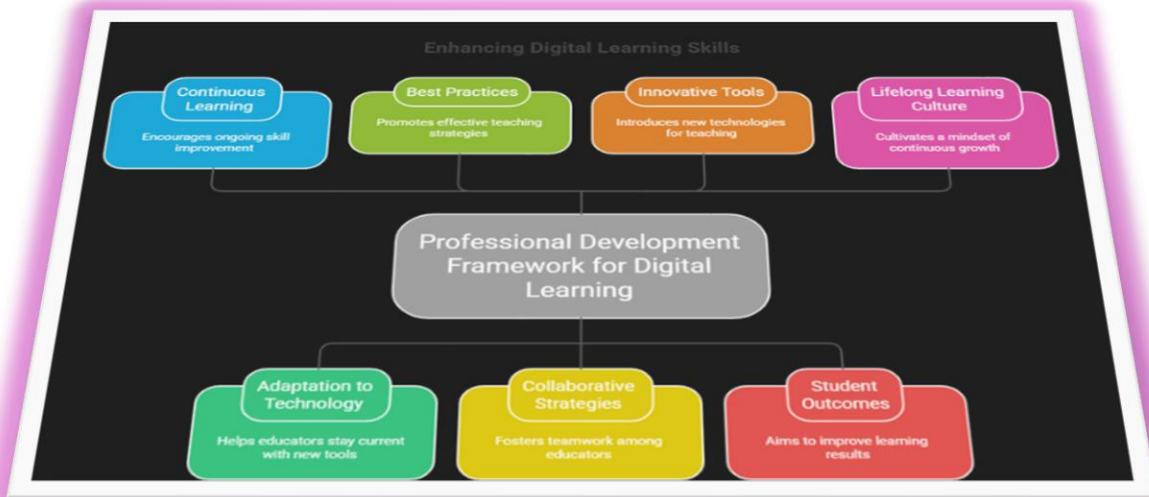 Enhancing Digital Learning Skills
Continuous
Learning
Encourages ongoing skill
improvement
Best Practices
Promotes effective teaching
strategies
Innovative Tools
Introduces new technologies
for teaching
Lifelong Learning
Culture
Cultivates a mindset of
continuous growth
Professional Development
Framework for Digital
Learning
Adaptation to
Technology
Helps educators stay current
with new tools
Collaborative
Strategies
Fosters teamwork among
educators
Student
Outcomes
Aims to improve learning
results